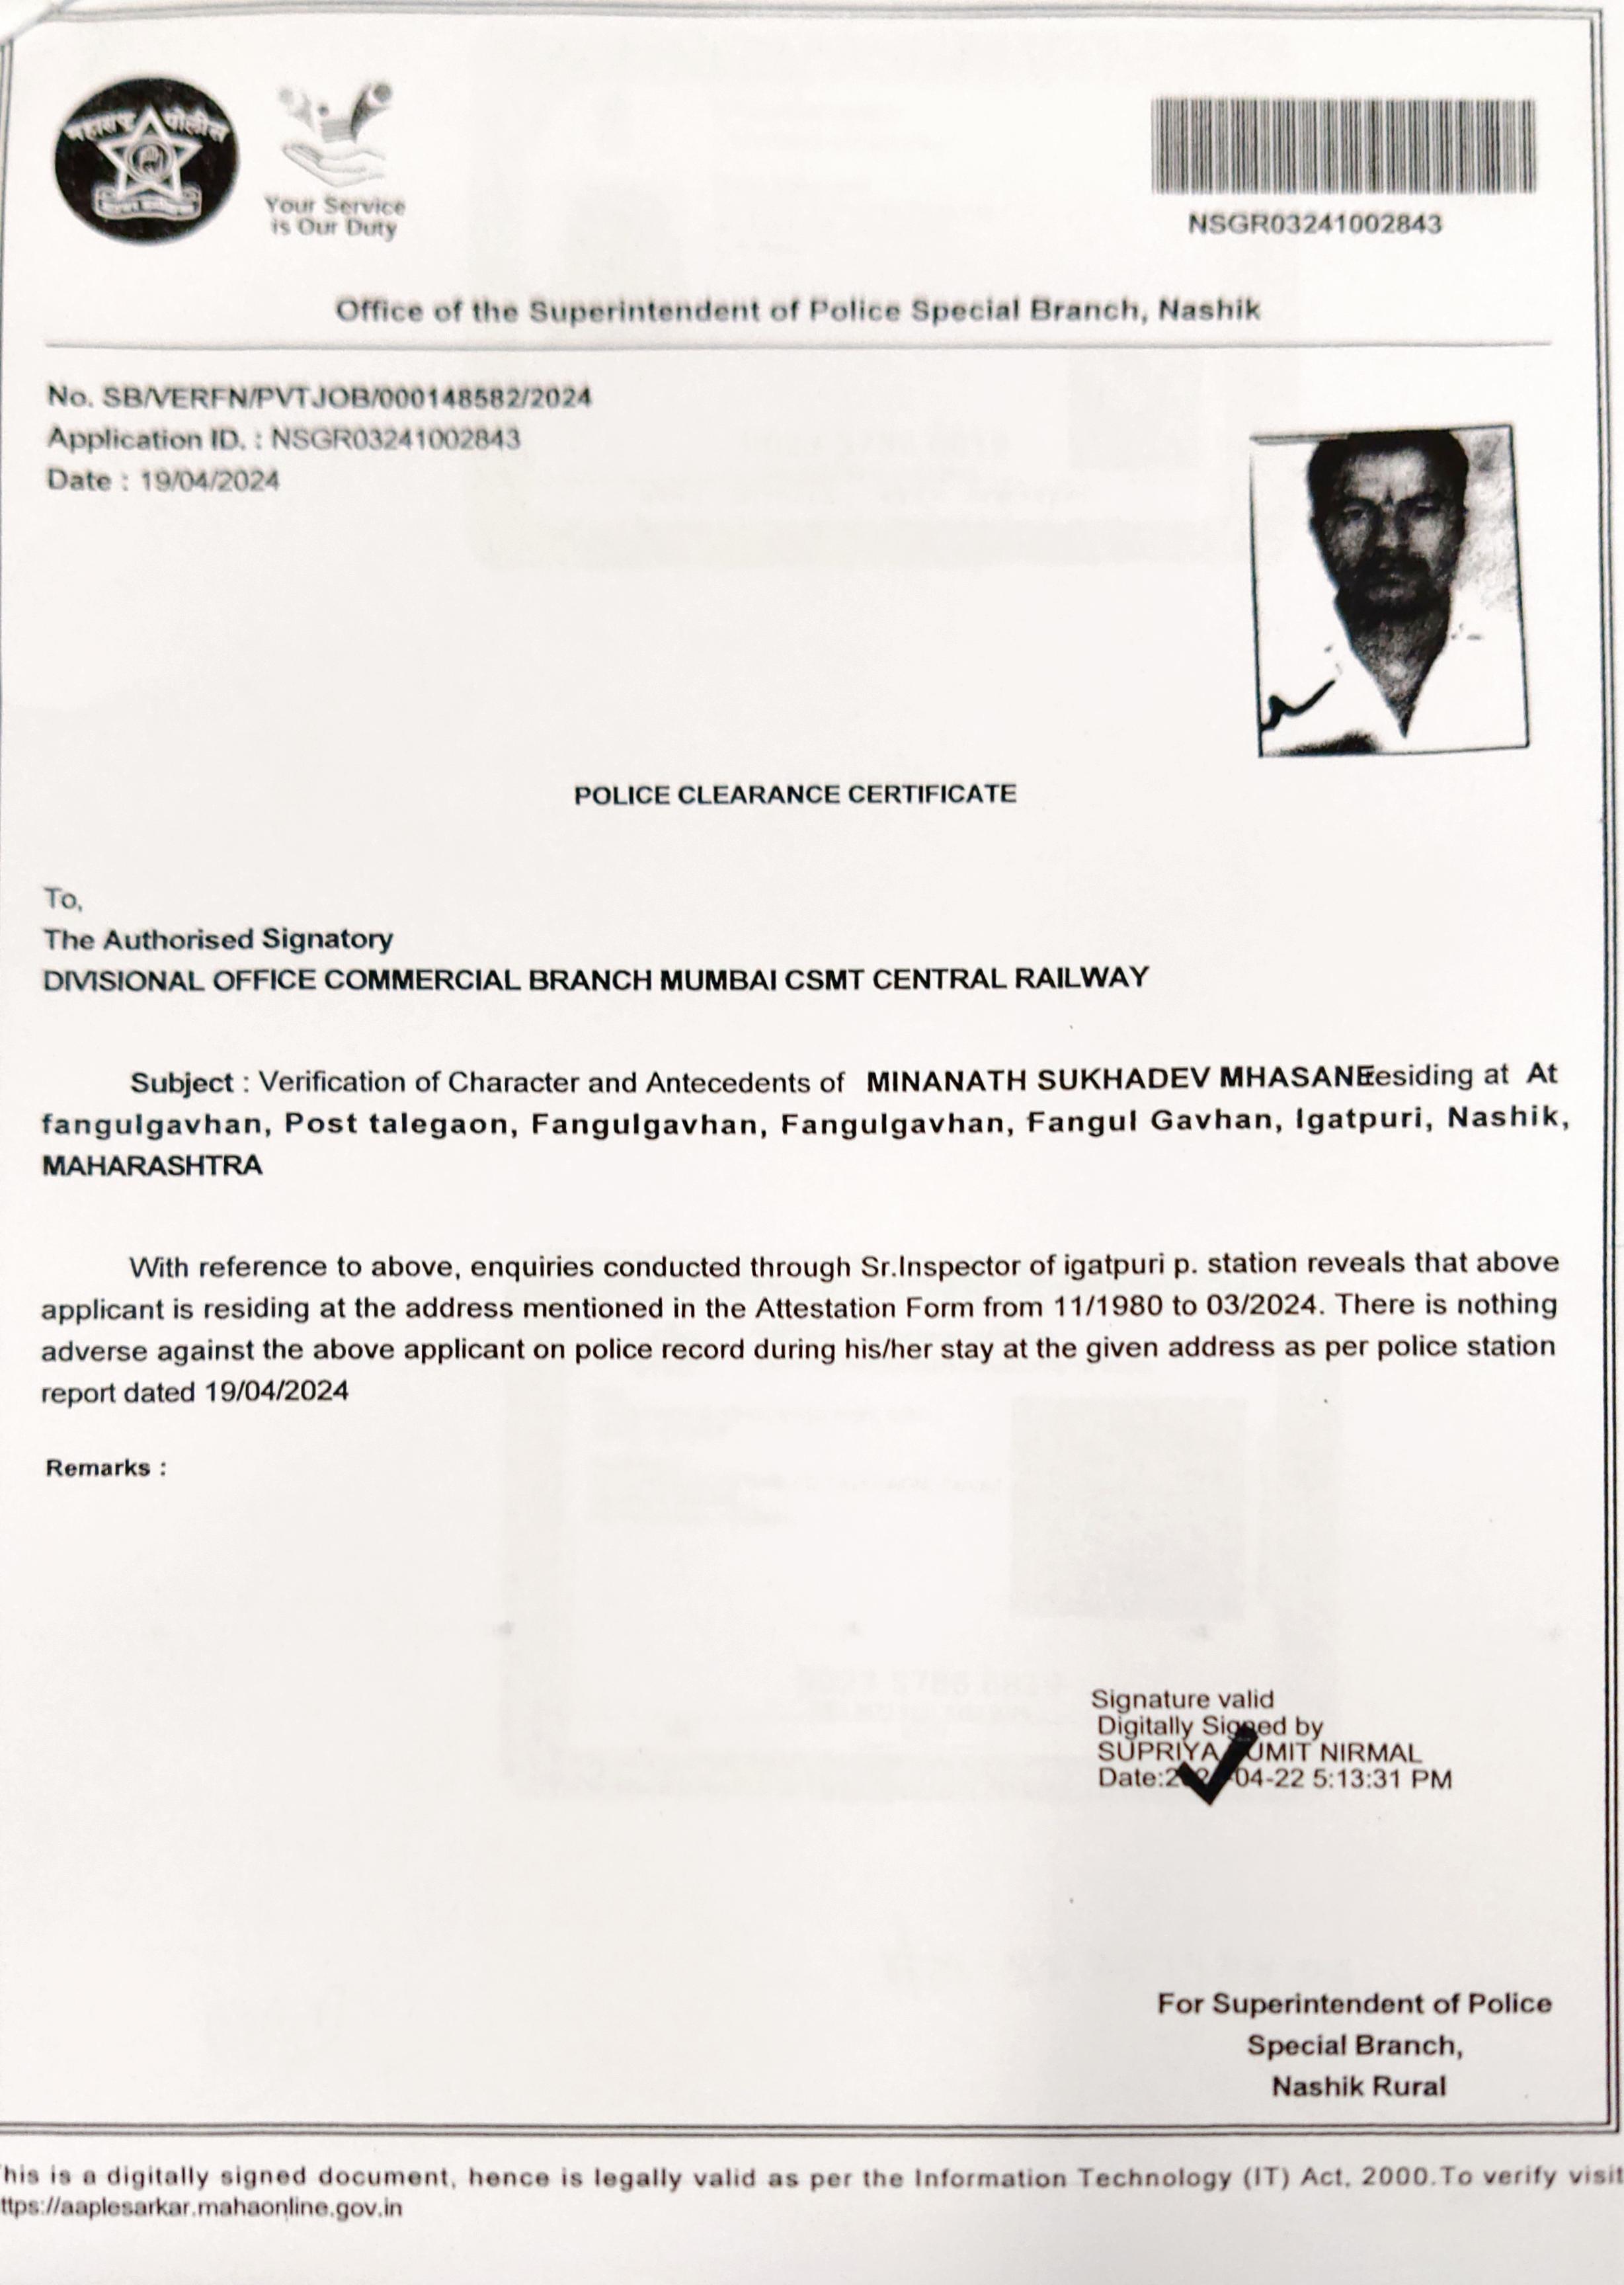 महाराष्ट्र पोलीस
Your Service
is Our Duty
NSGR03241002843
Office of the Superintendent of Police Special Branch, Nashik
No. SB/VERFN/PVTJOB/000148582/2024
Application ID. : NSGR03241002843
Date : 19/04/2024
POLICE CLEARANCE CERTIFICATE
To,
The Authorised Signatory
DIVISIONAL OFFICE COMMERCIAL BRANCH MUMBAI CSMT CENTRAL RAILWAY
Subject : Verification of Character and Antecedents of MINANATH SUKHADEV MHASANE esiding at At
fangulgavhan, Post talegaon, Fangulgavhan, Fangulgavhan, Fangul Gavhan, Igatpuri, Nashik,
MAHARASHTRA
With reference to above, enquiries conducted through Sr.Inspector of igatpuri p. station reveals that above
applicant is residing at the address mentioned in the Attestation Form from 11/1980 to 03/2024. There is nothing
adverse against the above applicant on police record during his/her stay at the given address as per police station
report dated 19/04/2024
Remarks :
Signature valid
Digitally Signed by
SUPRIYA UMIT NIRMAL
Date:2 04-22 5:13:31 PM
For Superintendent of Police
Special Branch,
Nashik Rural
his is a digitally signed document, hence is legally valid as per the Information Technology (IT) Act, 2000.To verify visit
ttps://aaplesarkar.mahaonline.gov.in